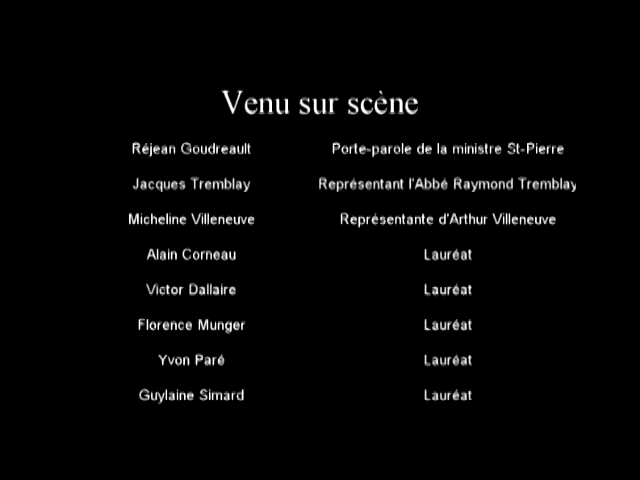 Venu sur scène
Réjean Goudreault Porte-parole de la ministre St-Pierre
Jacques Tremblay Représentant l'Abbé Raymond Tremblay
Micheline Villeneuve Représentante d'Arthur Villeneuve
Alain Corneau Lauréat
Victor Dallaire Lauréat
Florence Munger Lauréat
Yvon Paré Lauréat
Guylaine Simard Lauréat